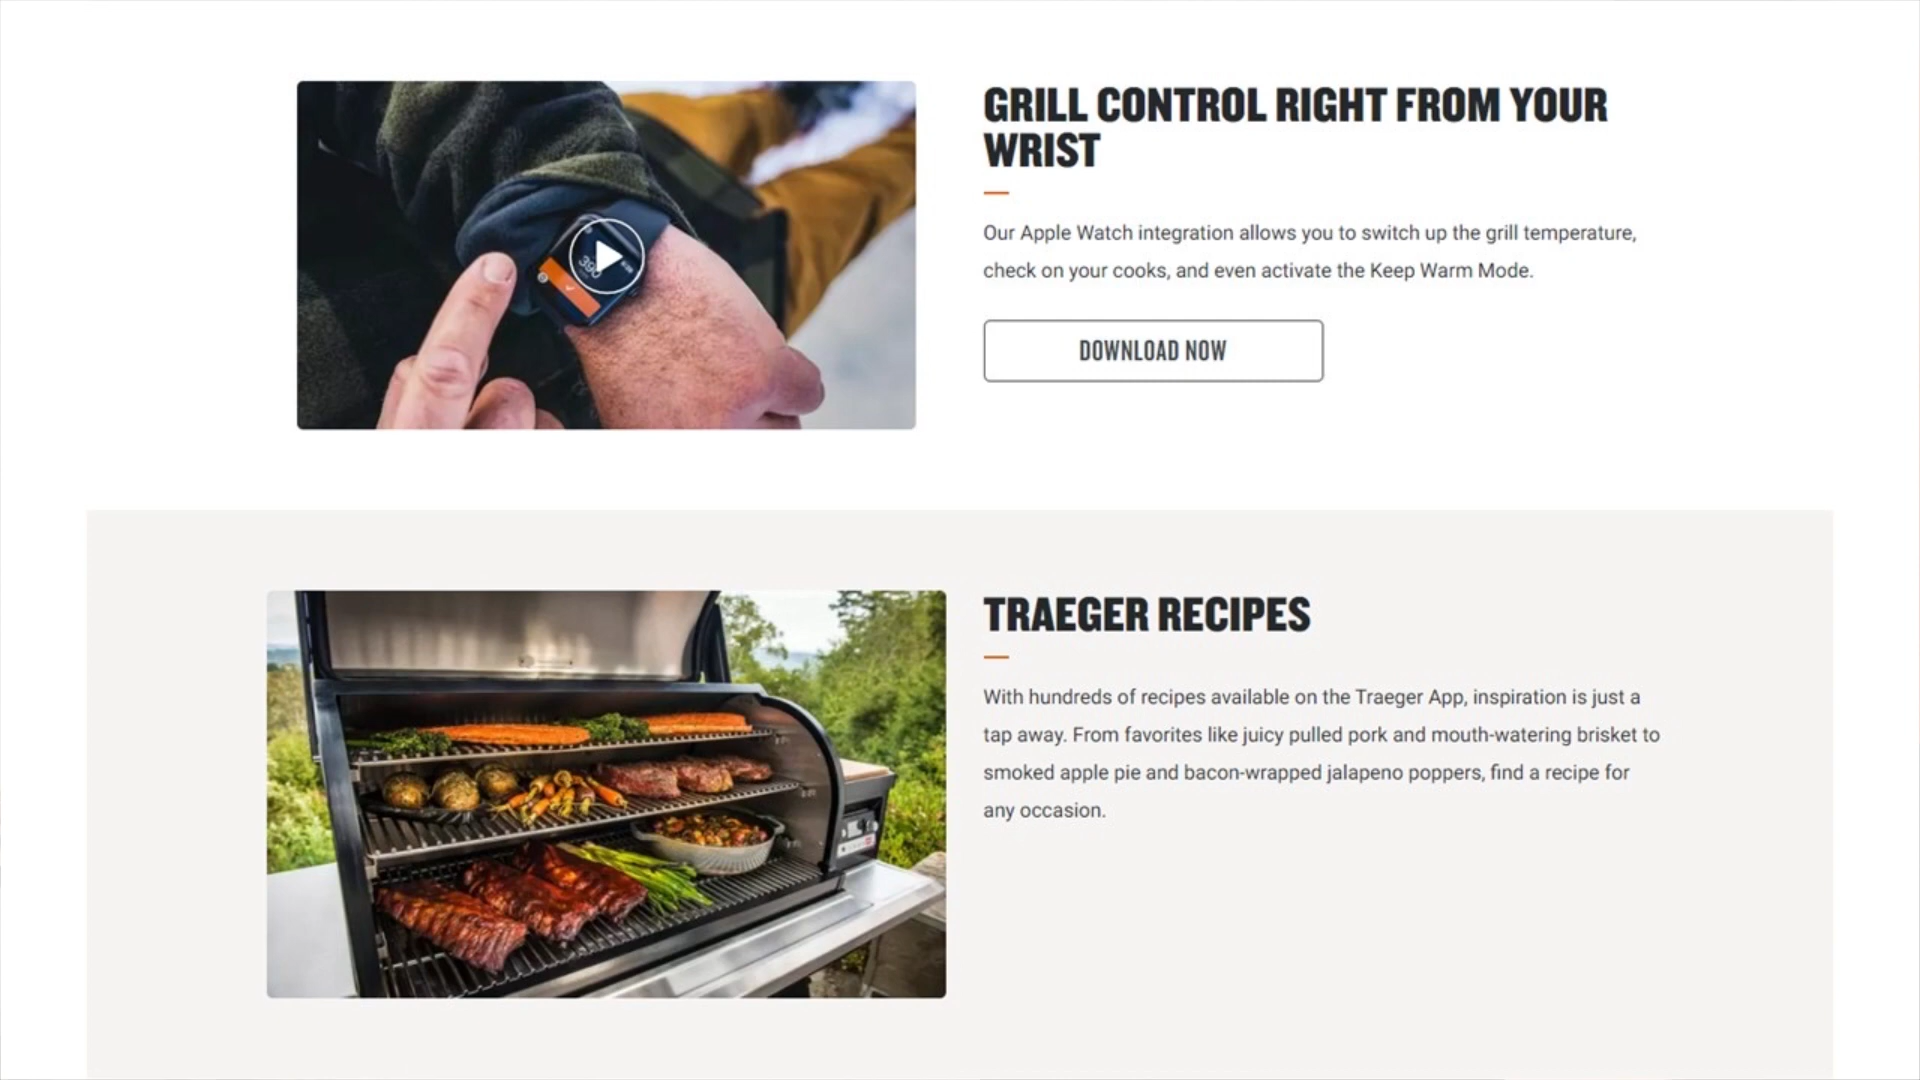 GRILL CONTROL RIGHT FROM YOUR
WRIST
Our Apple Watch integration allows you to switch up the grill temperature,
check on your cooks, and even activate the Keep Warm Mode.
DOWNLOAD NOW
390
TRAEGER RECIPES
With hundreds of recipes available on the Traeger App, inspiration is just a
tap away. From favorites like juicy pulled pork and mouth-watering brisket to
smoked apple pie and bacon-wrapped jalapeno poppers, find a recipe for
any occasion.